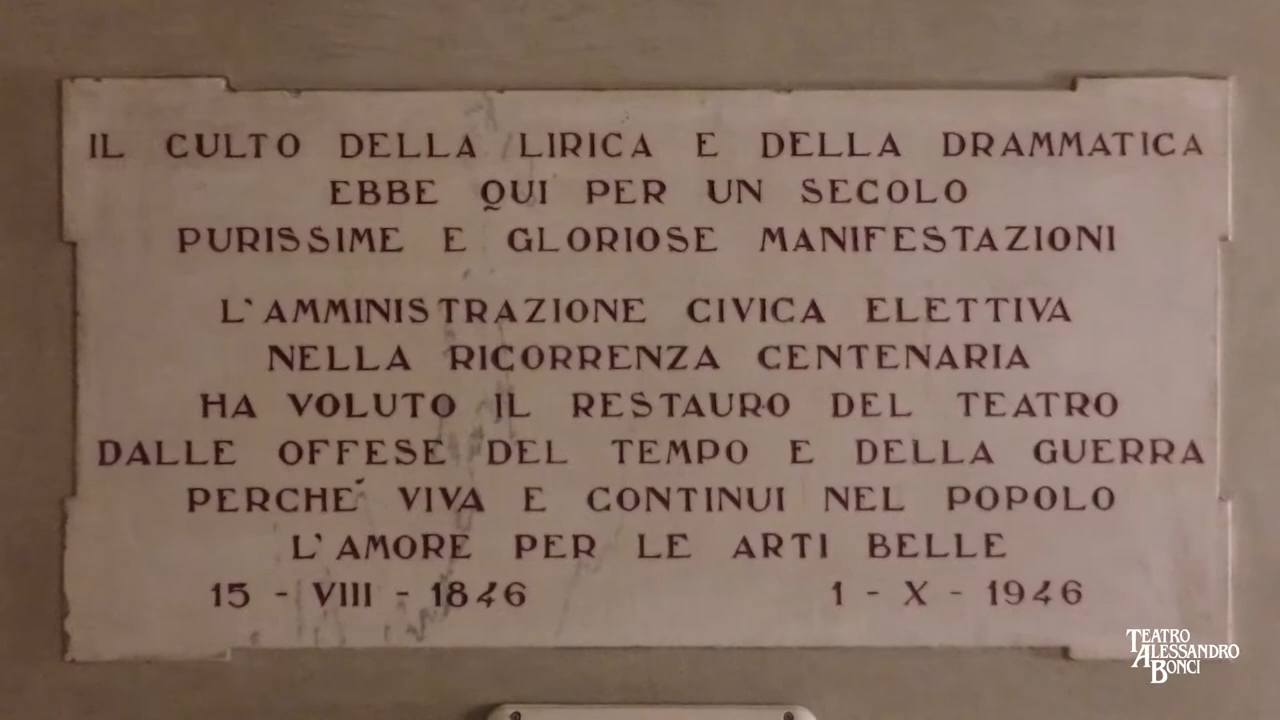 IL CULTO DELLA LIRICA E DELLA DRAMMATICA
EBBE QUI PER UN SECOLO
PURISSIME E GLORIOSE MANIFESTAZIONI
L'AMMINISTRAZIONE CIVICA ELETTIVA
NELLA RICORRENZA CENTENARIA
HA VOLUTO IL RESTAURO DEL TEATRO
DALLE OFFESE DEL TEMPO E DELLA GUERRA
PERCHE' VIVA E CONTINUI NEL POPOLO
L'AMORE PER LE ARTI BELLE
15 - VIII - 1846 1 - X - 1946
TEATRO
ALESSANDRO
BONCI